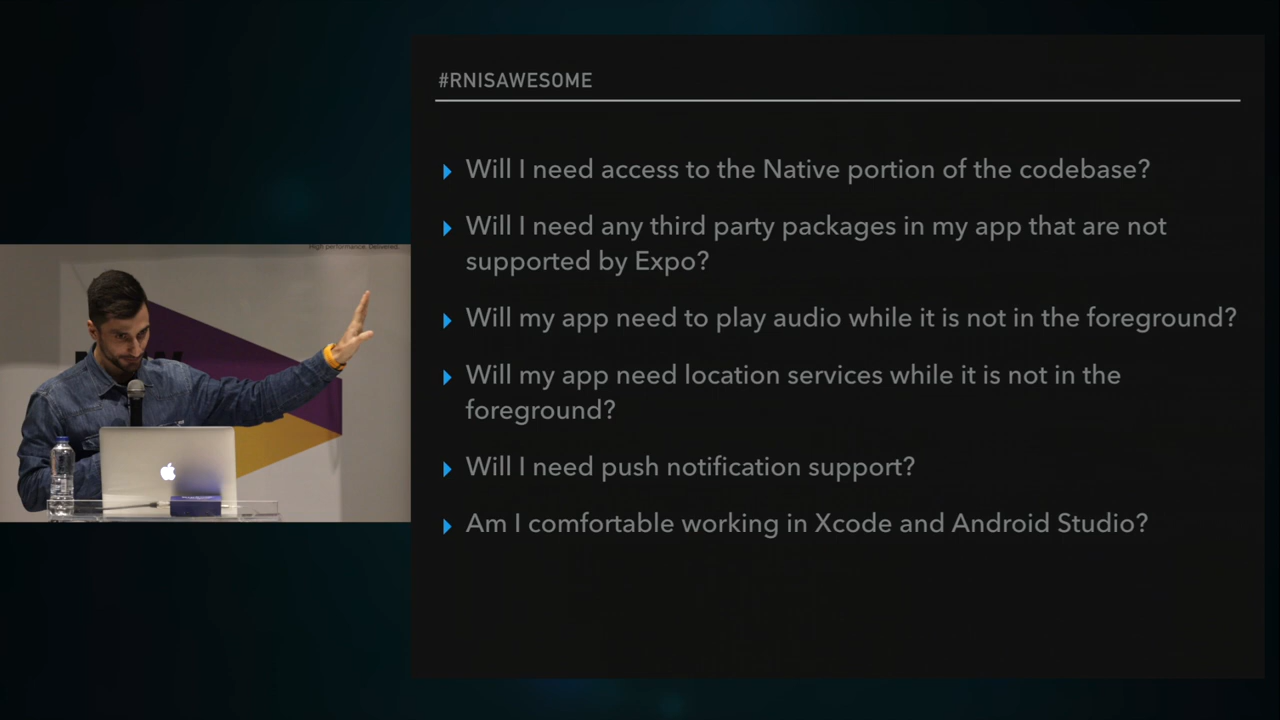 #RNISAWESOME
Will I need access to the Native portion of the codebase?
Will I need any third party packages in my app that are not
supported by Expo?
Will my app need to play audio while it is not in the foreground?
Will my app need location services while it is not in the
foreground?
Will I need push notification support?
Am I comfortable working in Xcode and Android Studio?
High performance. Delivered.